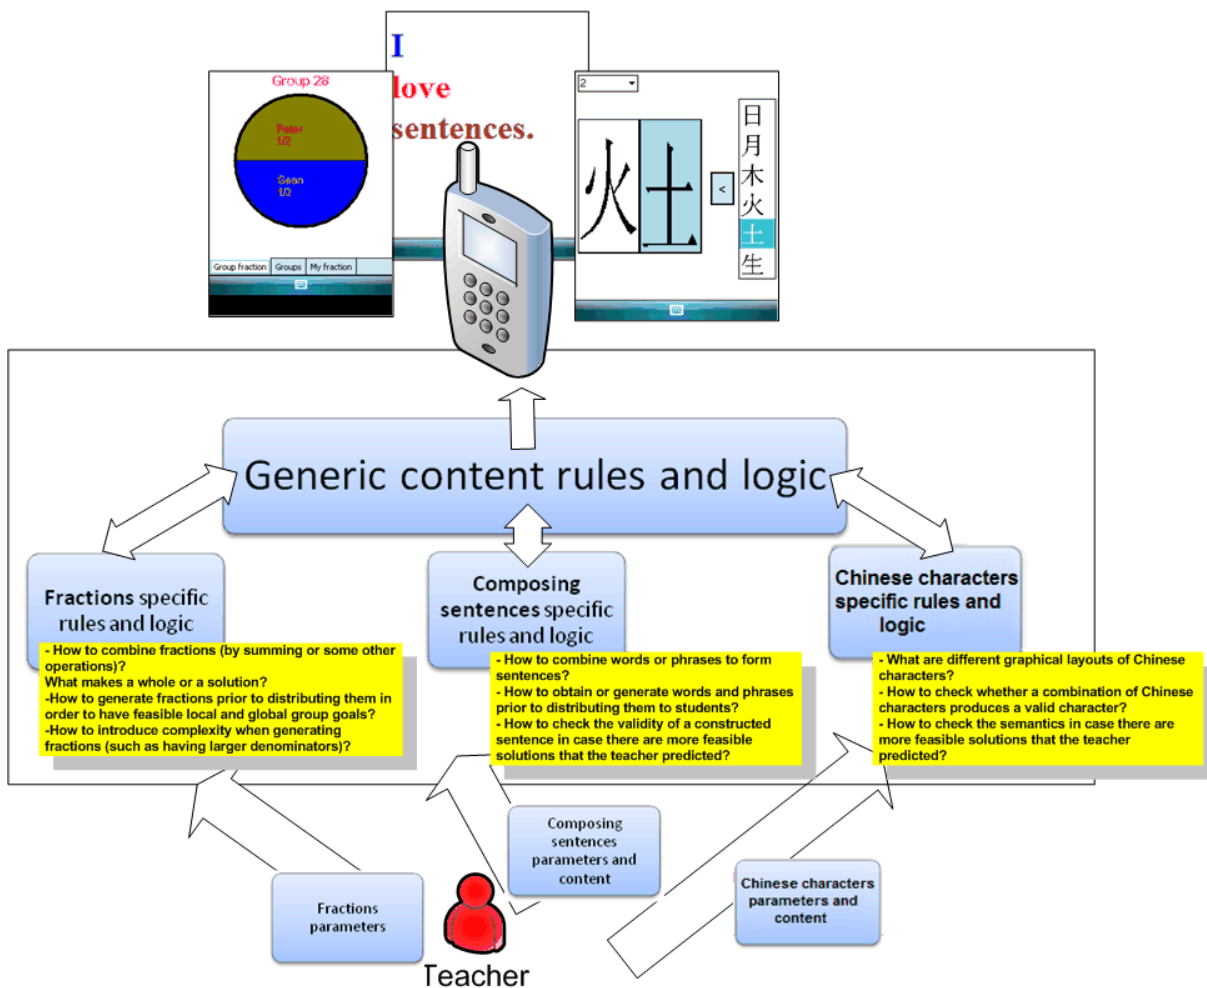 I
love
sentences.
Group 28
Peter
1/2
Sean
1/2
Group fraction
Groups
My fraction
2
火
土
<
日
月
木
火
土
生
Generic content rules and logic
Fractions specific
rules and logic
- How to combine fractions (by summing or some other
operations)?
What makes a whole or a solution?
-How to generate fractions prior to distributing them in
order to have feasible local and global group goals?
-How to introduce complexity when generating
fractions (such as having larger denominators)?
Composing
sentences specific
rules and logic
- How to combine words or phrases to form
sentences?
- How to obtain or generate words and phrases
prior to distributing them to students?
- How to check the validity of a constructed
sentence in case there are more feasible
solutions that the teacher predicted?
Chinese characters
specific rules and
logic
- What are different graphical layouts of Chinese
characters?
- How to check whether a combination of Chinese
characters produces a valid character?
- How to check the semantics in case there are
more feasible solutions that the teacher
predicted?
Fractions
parameters
Composing
sentences
parameters and
content
Chinese characters
parameters and
content
Teacher